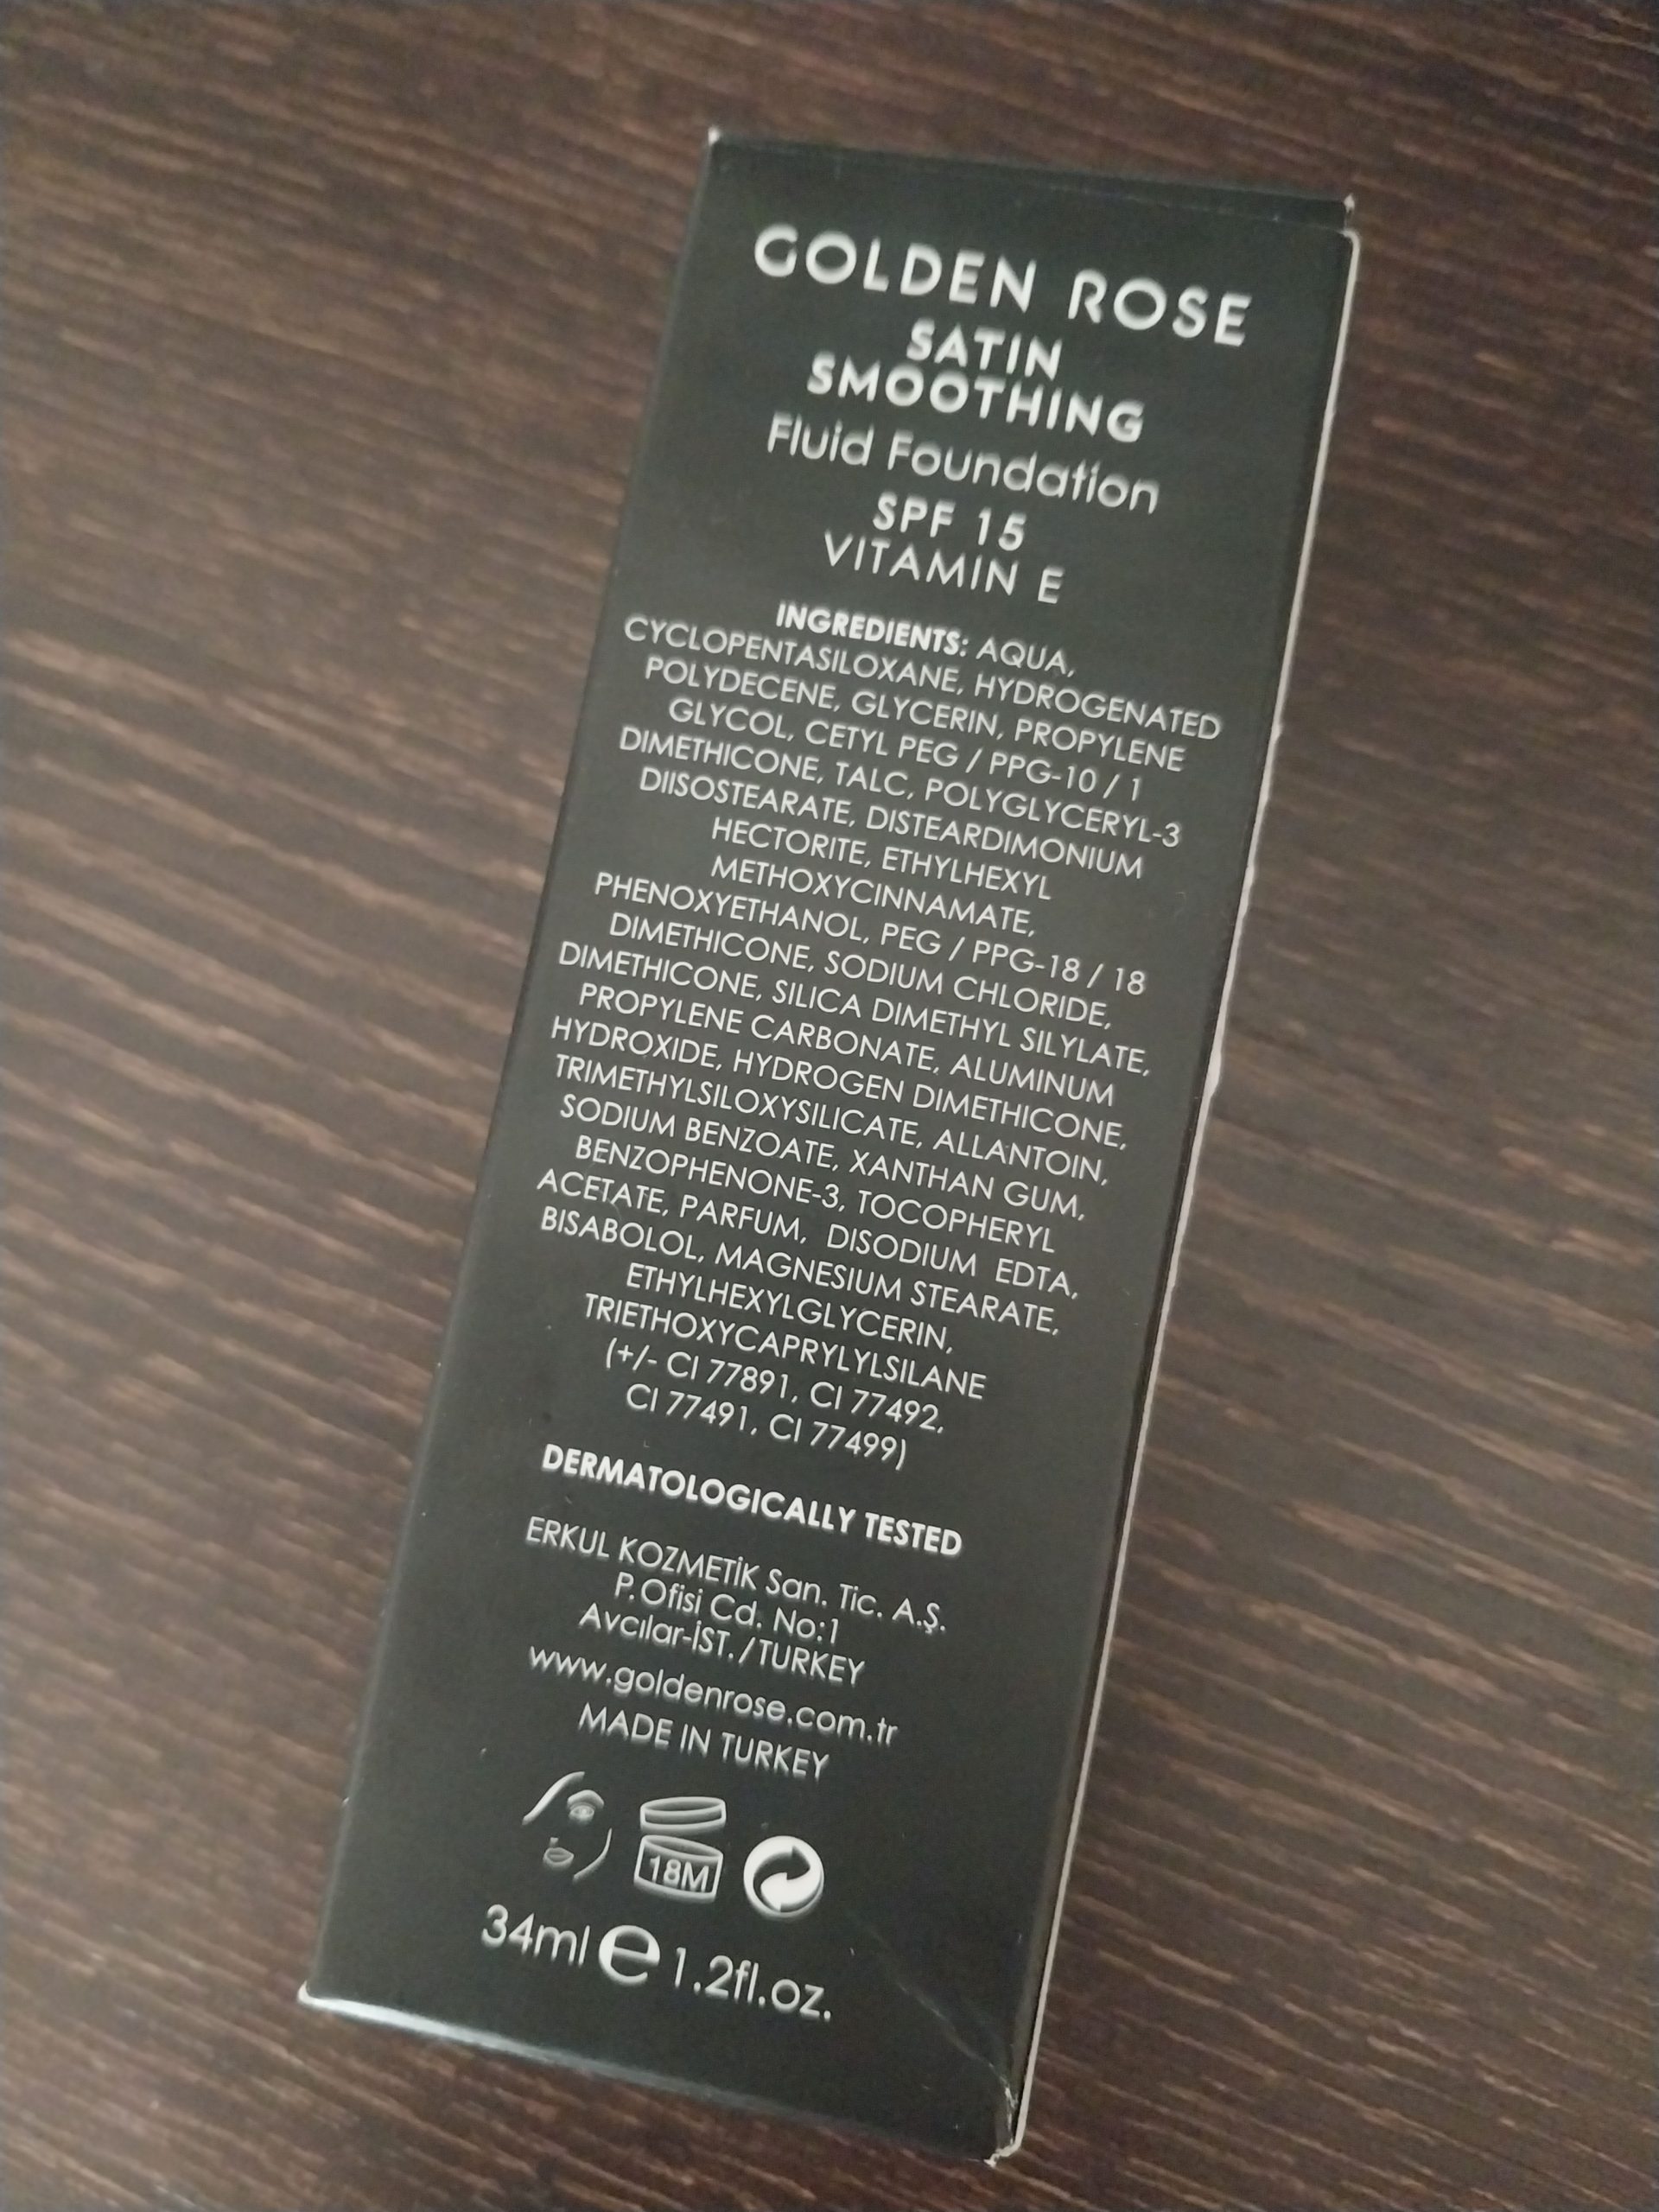 GOLDEN ROSE
SATIN
SMOOTHING
Fluid Foundation
SPF 15
VITAMIN E
INGREDIENTS: AQUA,
CYCLOPENTASILOXANE, HYDROGENATED
POLYDECENE, GLYCERIN, PROPYLENE
GLYCOL, CETYL PEG / PPG-10 / 1
DIMETHICONE, TALC, POLYGLYCERYL-3
DIISOSTEARATE, DISTEARDIMONIUM
HECTORITE, ETHYLHEXYL
METHOXYCINNAMATE,
PHENOXYETHANOL, PEG / PPG-18 / 18
DIMETHICONE, SODIUM CHLORIDE,
DIMETHICONE, SILICA DIMETHYL SILYLATE,
PROPYLENE CARBONATE, ALUMINUM
HYDROXIDE, HYDROGEN DIMETHICONE,
TRIMETHYLSILOXYSILICATE, ALLANTOIN,
SODIUM BENZOATE, XANTHAN GUM,
BENZOPHENONE-3, TOCOPHERYL
ACETATE, PARFUM, DISODIUM EDTA,
BISABOLOL, MAGNESIUM STEARATE,
ETHYLHEXYLGLYCERIN,
TRIETHOXYCAPRYLYLSILANE
(+/- CI 77891, CI 77492,
CI 77491, CI 77499)
DERMATOLOGICALLY TESTED
ERKUL KOZMETİK San. Tic. A.Ş.
P. Ofisi Cd. No:1
Avcılar-İST. / TURKEY
www.goldenrose.com.tr
MADE IN TURKEY
18M
34ml e 1.2fl.oz.